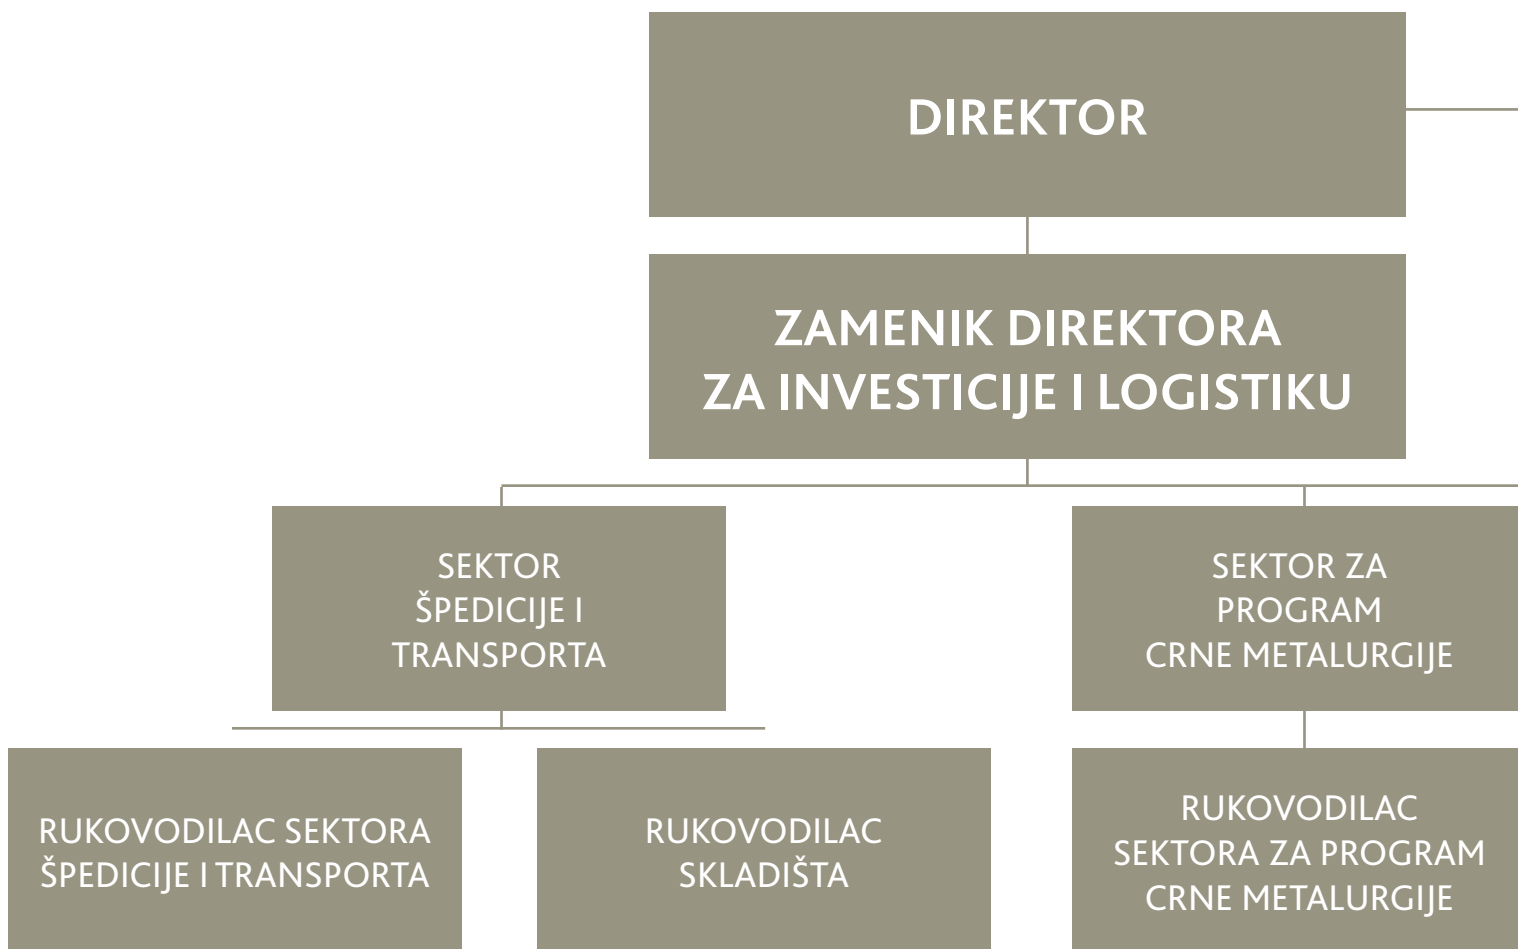 DIREKTOR
ZAMENIK DIREKTORA
ZA INVESTICIJE I LOGISTIKU
SEKTOR
ŠPEDICIJE I
TRANSPORTA
SEKTOR ZA
PROGRAM
CRNE METALURGIJE
RUKOVODILAC SEKTORA
ŠPEDICIJE I TRANSPORTA
RUKOVODILAC
SKLADIŠTA
RUKOVODILAC
SEKTORA ZA PROGRAM
CRNE METALURGIJE